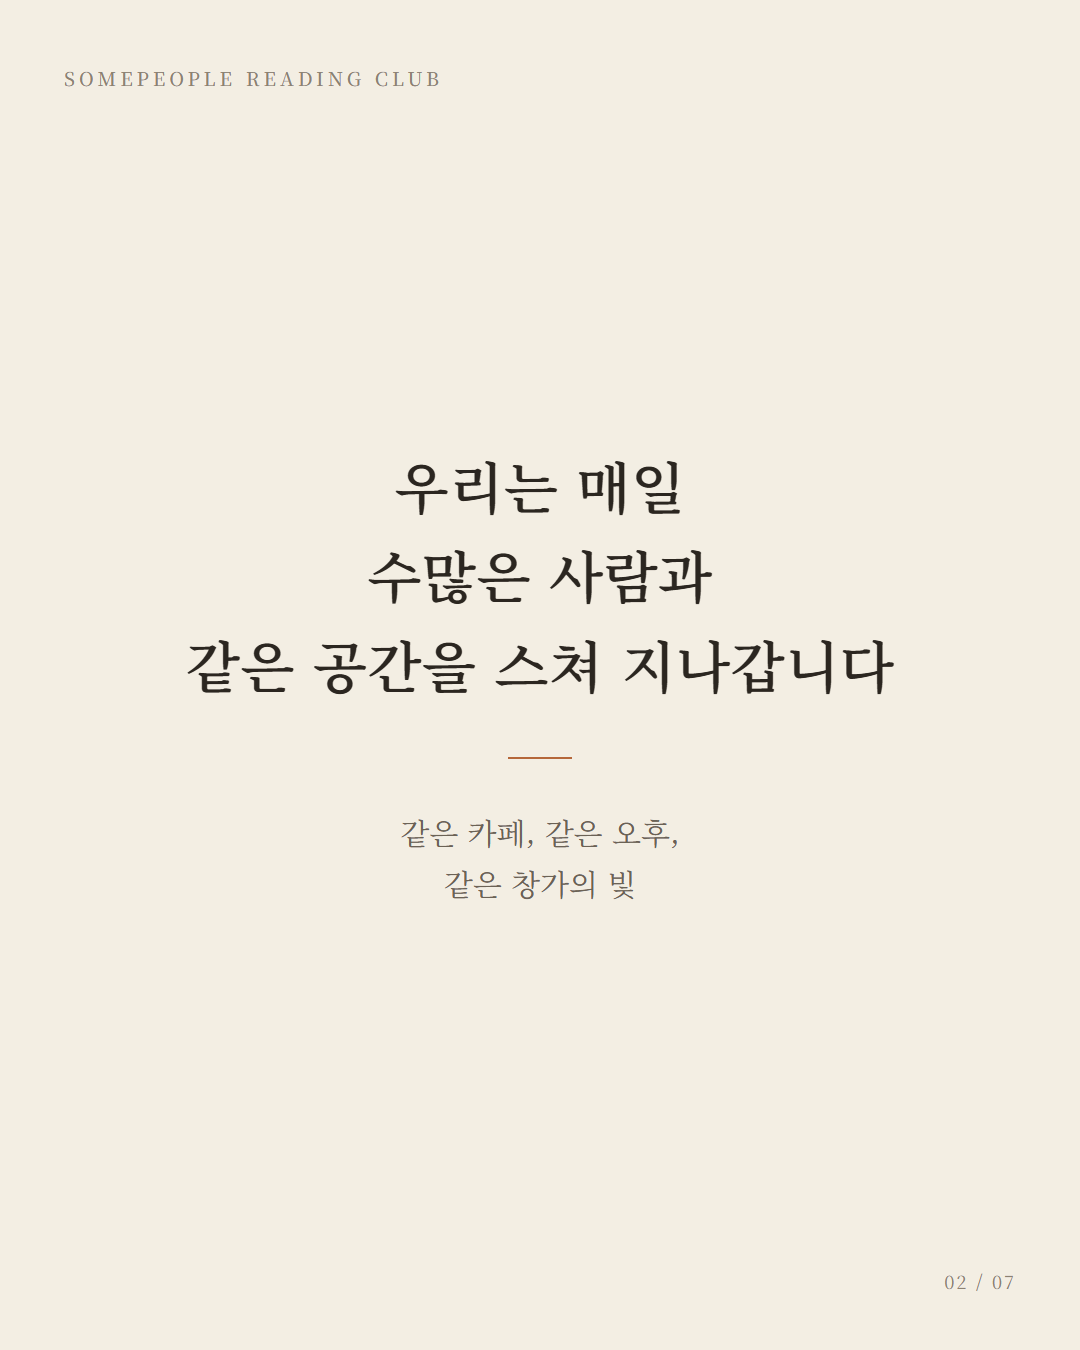 SOMEPEOPLE READING CLUB
우리는 매일
수많은 사람과
같은 공간을 스쳐 지나갑니다
같은 카페, 같은 오후,
같은 창가의 빛
02 / 07